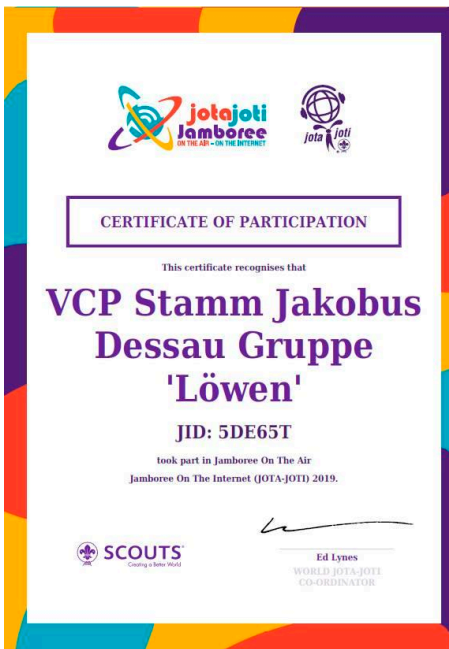 jotajoti
Jamboree
ON THE AIR – ON THE INTERNET
jota joti
CERTIFICATE OF PARTICIPATION
This certificate recognises that
VCP Stamm Jakobus
Dessau Gruppe
'Löwen'
JID: 5DE65T
took part in Jamboree On The Air
Jamboree On The Internet (JOTA-JOTI) 2019.
SCOUTS
Creating a Better World
Ed Lynes
WORLD JOTA-JOTI
CO-ORDINATOR